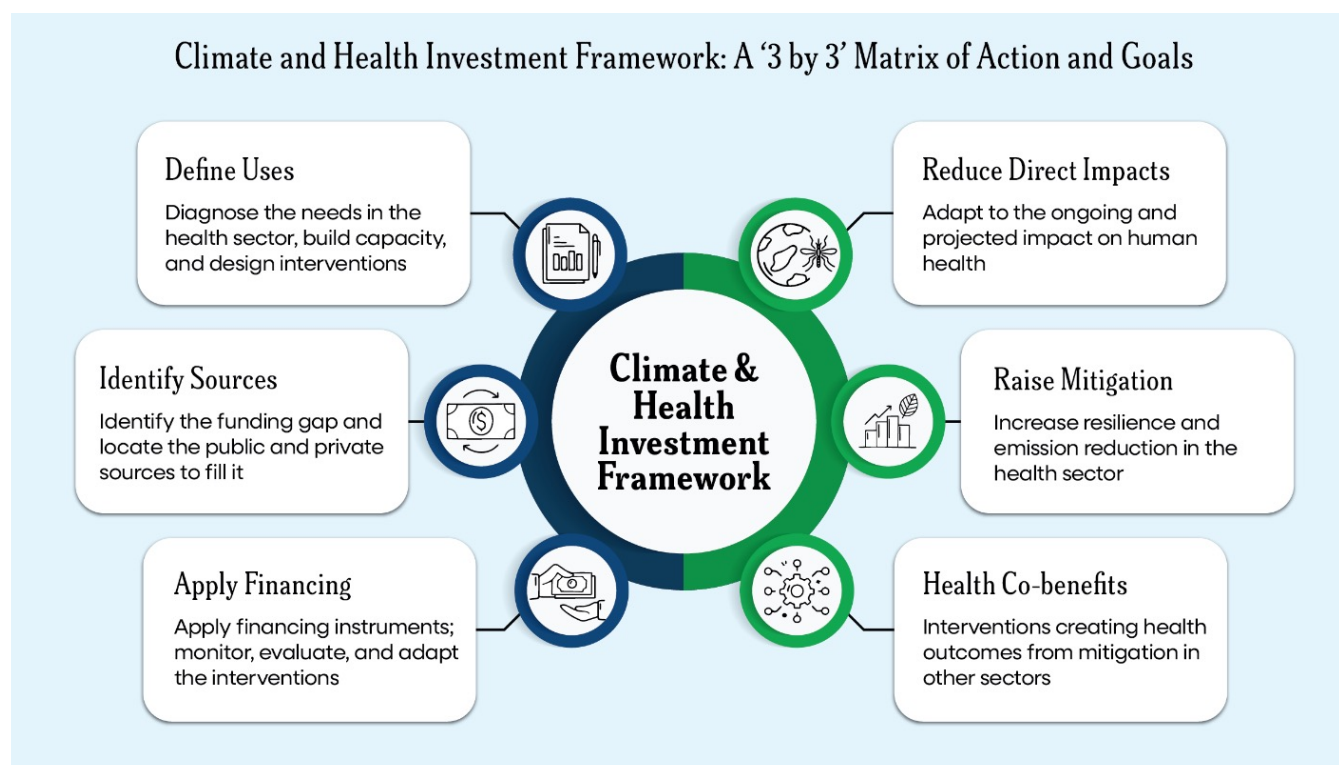 Climate and Health Investment Framework: A ‘3 by 3’ Matrix of Action and Goals
Define Uses
Diagnose the needs in the
health sector, build capacity,
and design interventions
Identify Sources
Identify the funding gap and
locate the public and private
sources to fill it
Apply Financing
Apply financing instruments;
monitor, evaluate, and adapt
the interventions
Climate &
Health
Investment
Framework
Reduce Direct Impacts
Adapt to the ongoing and
projected impact on human
health
Raise Mitigation
Increase resilience and
emission reduction in the
health sector
Health Co-benefits
Interventions creating health
outcomes from mitigation in
other sectors